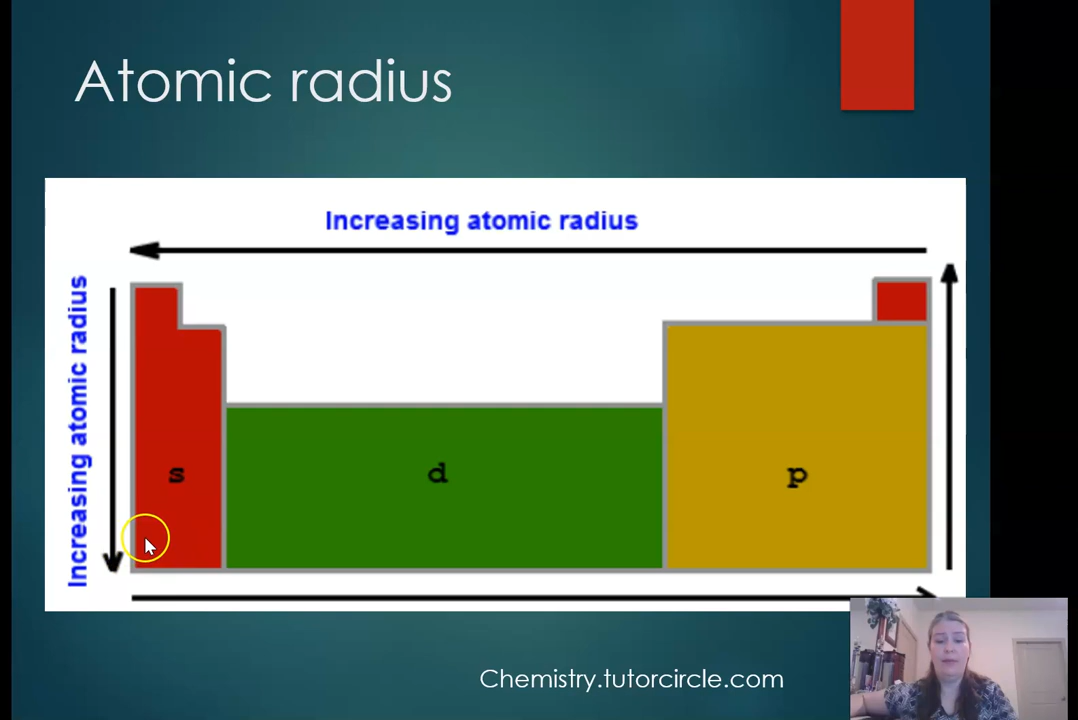 Atomic radius
Increasing atomic radius
Increasing atomic radius
s
d
p
Chemistry.tutorcircle.com